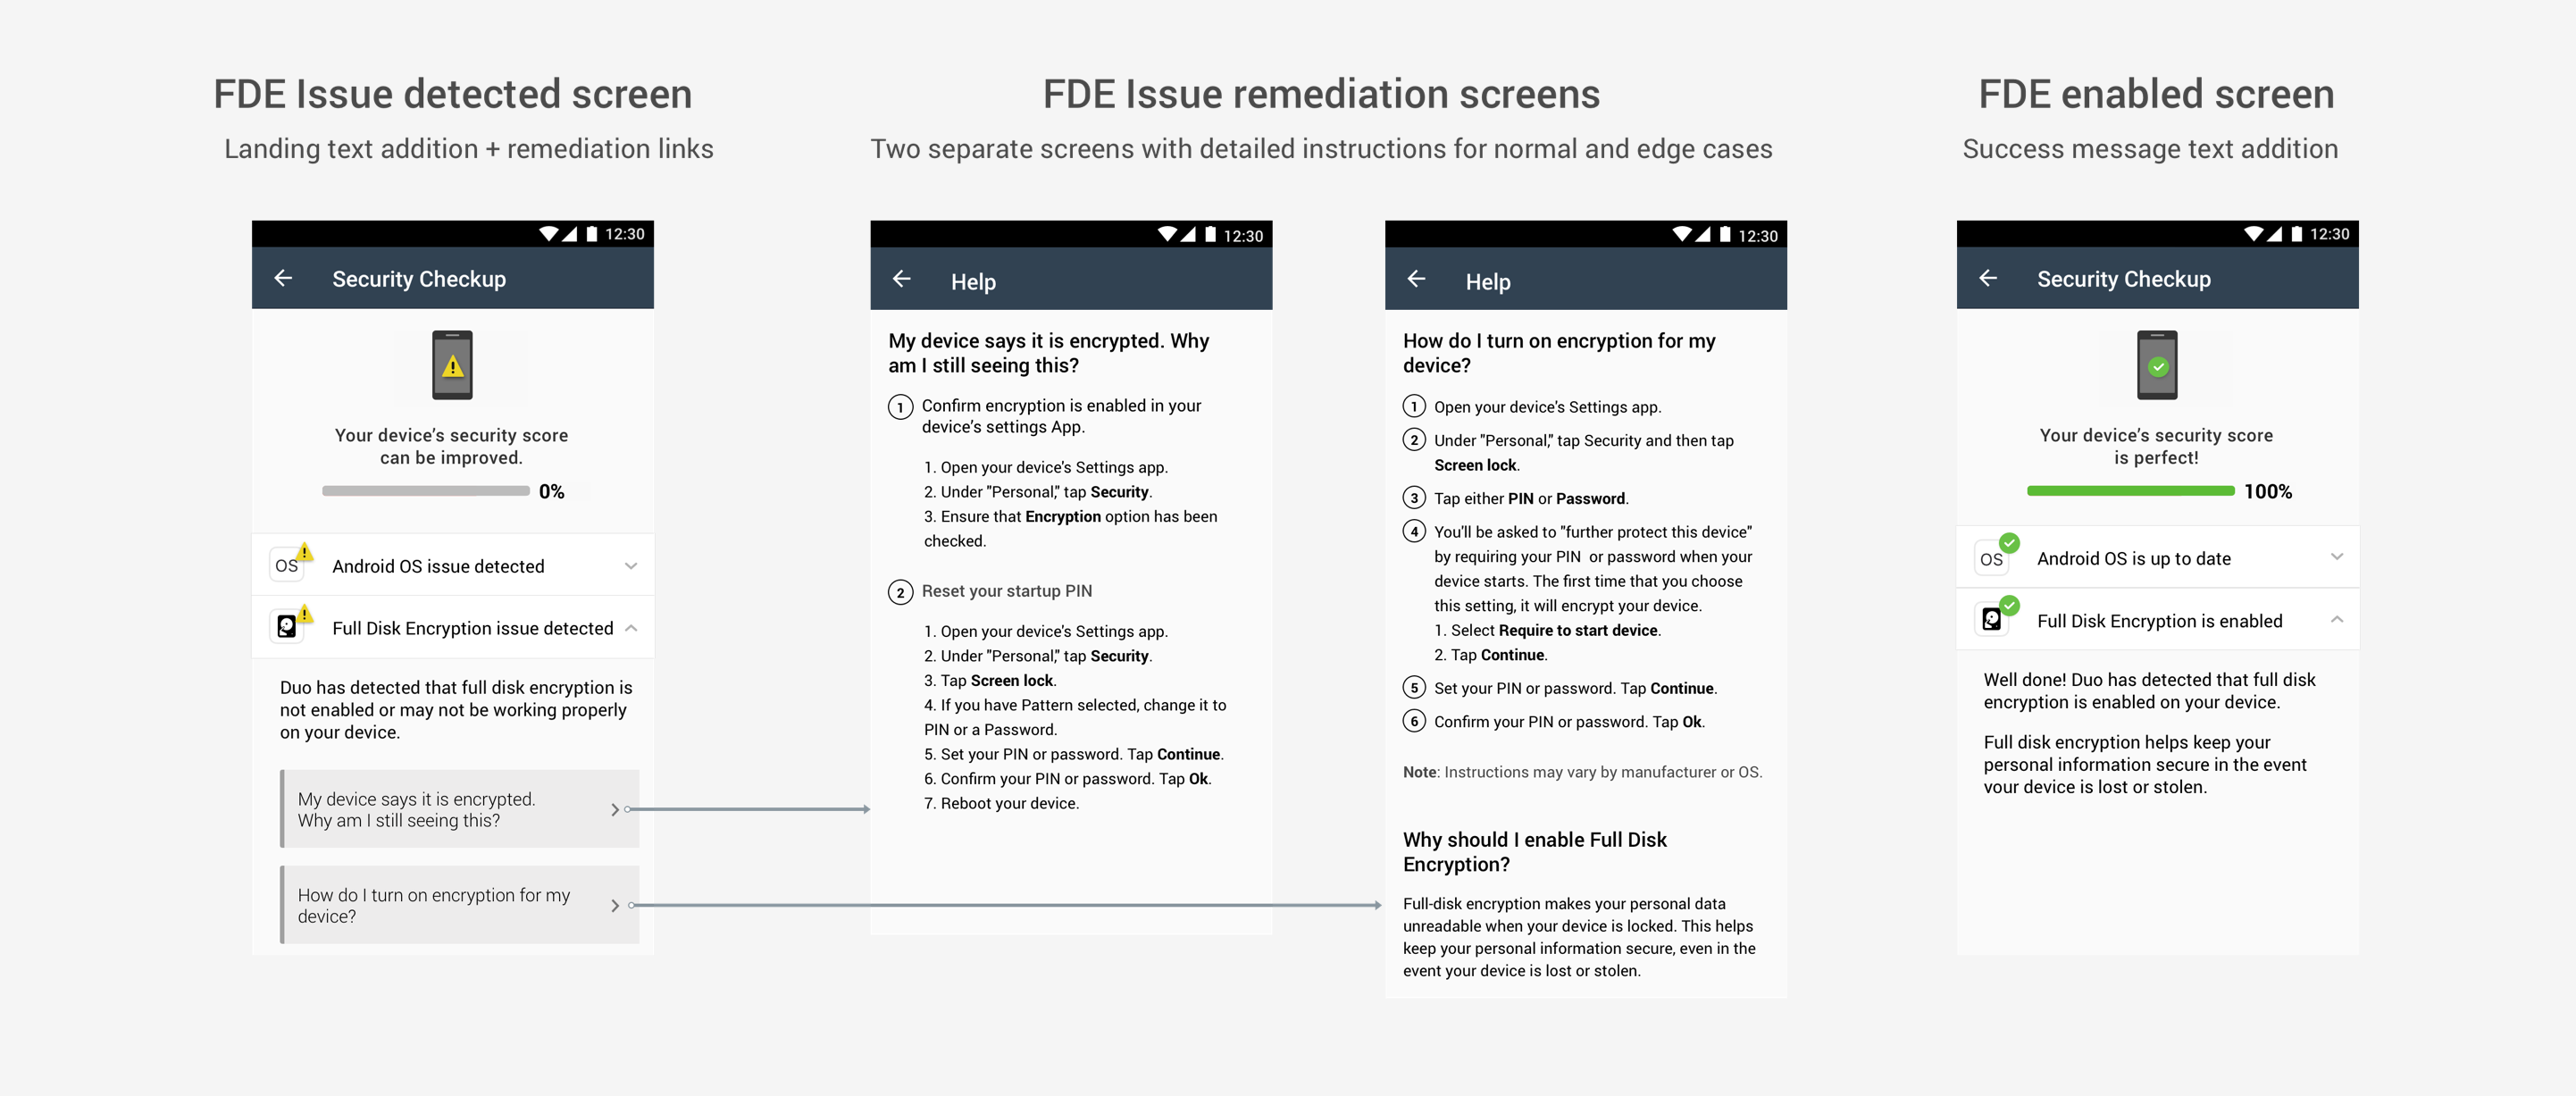 FDE Issue detected screen
Landing text addition + remediation links
12:30
Security Checkup
Your device's security score
can be improved.
0%
OS
Android OS issue detected
Full Disk Encryption issue detected
Duo has detected that full disk encryption is
not enabled or may not be working properly
on your device.
My device says it is encrypted.
Why am I still seeing this?
How do I turn on encryption for my
device?
FDE Issue remediation screens
Two separate screens with detailed instructions for normal and edge cases
12:30
Help
My device says it is encrypted. Why
am I still seeing this?
1 Confirm encryption is enabled in your
device's settings App.
1. Open your device's Settings app.
2. Under "Personal," tap Security.
3. Ensure that Encryption option has been
checked.
2 Reset your startup PIN
1. Open your device's Settings app.
2. Under "Personal," tap Security.
3. Tap Screen lock.
4. If you have Pattern selected, change it to
PIN or a Password.
5. Set your PIN or password. Tap Continue.
6. Confirm your PIN or password. Tap Ok.
7. Reboot your device.
12:30
Help
How do I turn on encryption for my
device?
1 Open your device's Settings app.
2 Under "Personal," tap Security and then tap
Screen lock.
3 Tap either PIN or Password.
4 You'll be asked to "further protect this device"
by requiring your PIN or password when your
device starts. The first time that you choose
this setting, it will encrypt your device.
1. Select Require to start device.
2. Tap Continue.
5 Set your PIN or password. Tap Continue.
6 Confirm your PIN or password. Tap Ok.
Note: Instructions may vary by manufacturer or OS.
Why should I enable Full Disk
Encryption?
Full-disk encryption makes your personal data
unreadable when your device is locked. This helps
keep your personal information secure, even in the
event your device is lost or stolen.
FDE enabled screen
Success message text addition
12:30
Security Checkup
Your device's security score
is perfect!
100%
OS
Android OS is up to date
Full Disk Encryption is enabled
Well done! Duo has detected that full disk
encryption is enabled on your device.
Full disk encryption helps keep your
personal information secure in the event
your device is lost or stolen.